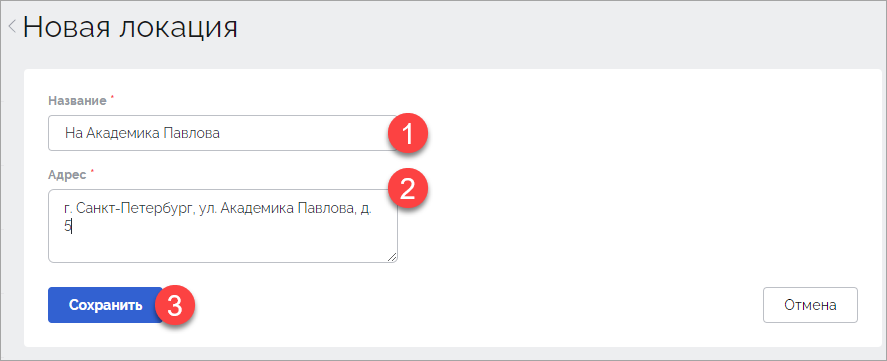 Новая локация
Название *
На Академика Павлова
1
Адрес *
2
г. Санкт-Петербург, ул. Академика Павлова, д.
5
Сохранить
3
Отмена